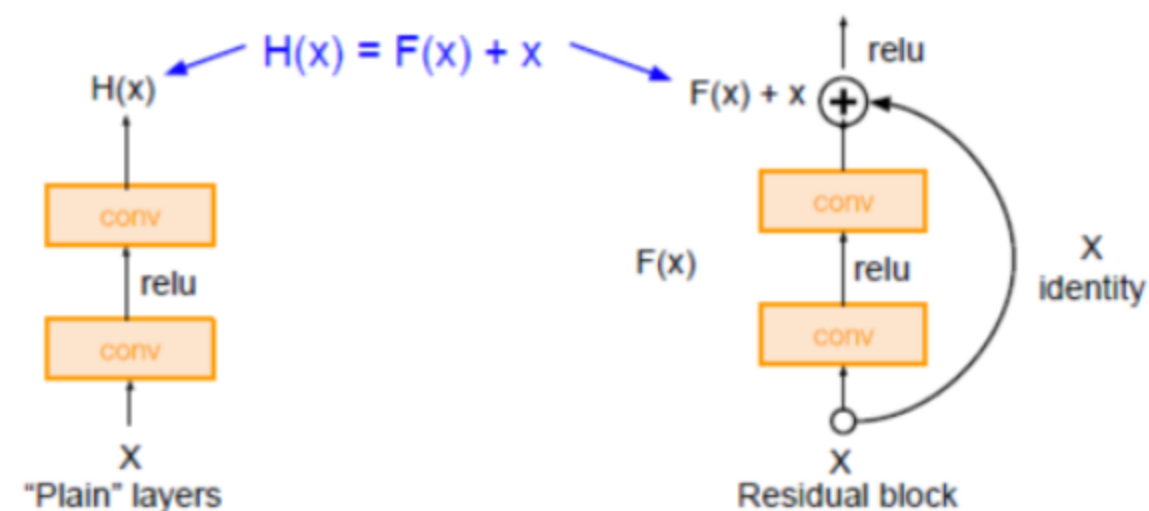 H(x) = F(x) + x
H(x)
conv
relu
conv
X
"Plain" layers
relu
F(x) + x
conv
F(x)
relu
X
identity
conv
X
Residual block